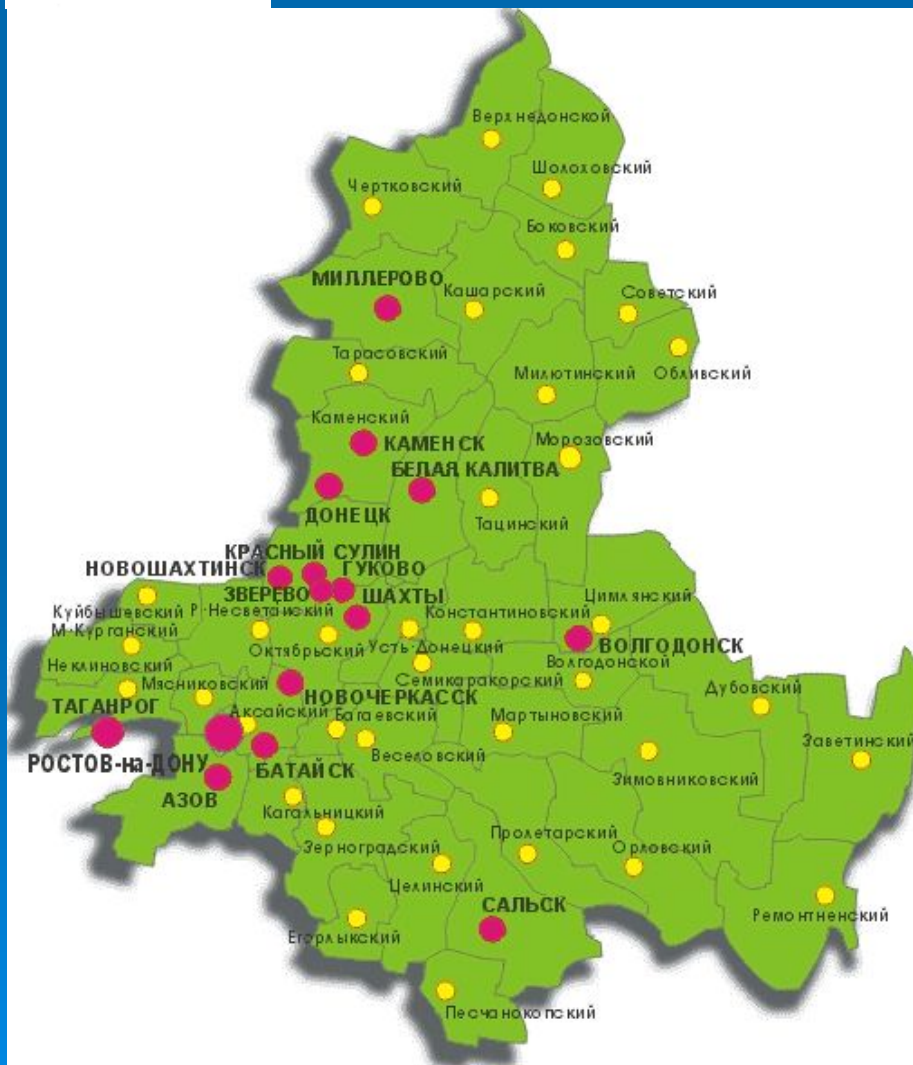 Верхнедонской
Шолоховский
Чертковский
Боковский
МИЛЛЕРОВО
Кашарский
Советский
Тарасовский
Милютинский
Обливский
Каменский
КАМЕНСК
Морозовский
БЕЛАЯ КАЛИТВА
ДОНЕЦК
Тацинский
КРАСНЫЙ СУЛИН
НОВОШАХТИНСК
ГУКОВО
ЗВЕРЕВО
ШАХТЫ
Цимлянский
Куйбышевский
Р-Несветайский
Константиновский
М-Курганский
Октябрьский
Усть-Донецкий
ВОЛГОДОНСК
Неклиновский
Волгодонской
Мясниковский
Семикаракорский
НОВОЧЕРКАССК
Дубовский
ТАГАНРОГ
Аксайский
Багаевский
Мартыновский
Заветинский
Веселовский
РОСТОВ-на-ДОНУ
БАТАЙСК
Зимовниковский
АЗОВ
Кагальницкий
Пролетарский
Зерноградский
Орловский
Целинский
САЛЬСК
Ремонтненский
Егорлыкский
Песчанокопский